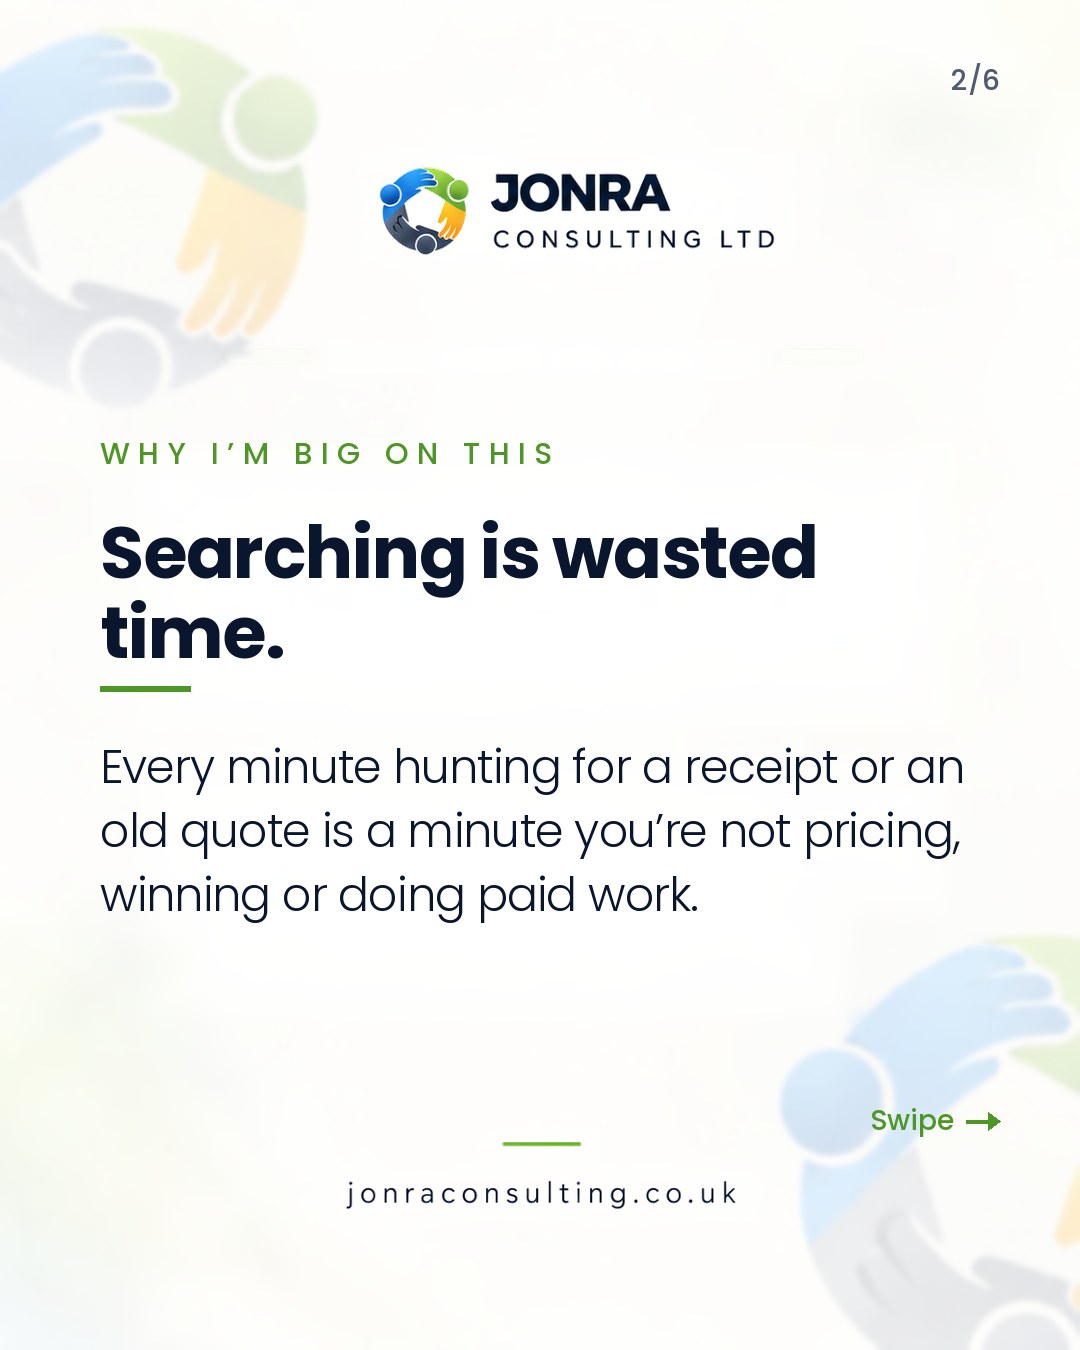 2/6
JONRA
CONSULTING LTD
WHY I’M BIG ON THIS
Searching is wasted
time.
Every minute hunting for a receipt or an
old quote is a minute you’re not pricing,
winning or doing paid work.
Swipe →
jonraconsulting.co.uk